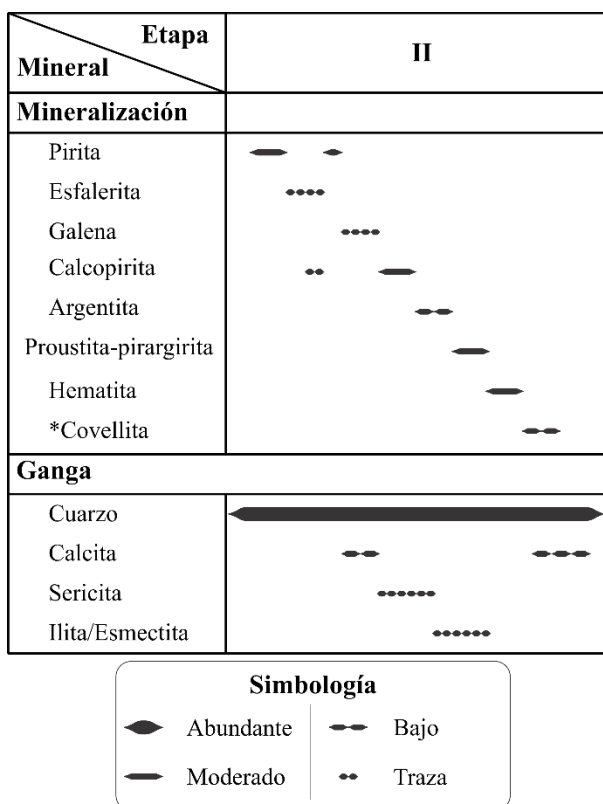 Etapa
Mineral
II
Mineralización
Pirita
Esfalerita
Galena
Calcopirita
Argentita
Proustita-pirargirita
Hematita
*Covellita
Ganga
Cuarzo
Calcita
Sericita
Ilita/Esmectita
Simbología
Abundante
Bajo
Moderado
Traza